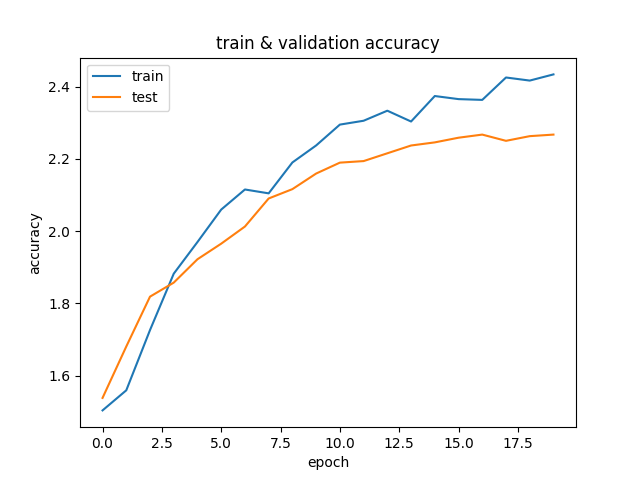 train & validation accuracy
train
test
accuracy
2.4
2.2
2.0
1.8
1.6
0.0 2.5 5.0 7.5 10.0 12.5 15.0 17.5
epoch